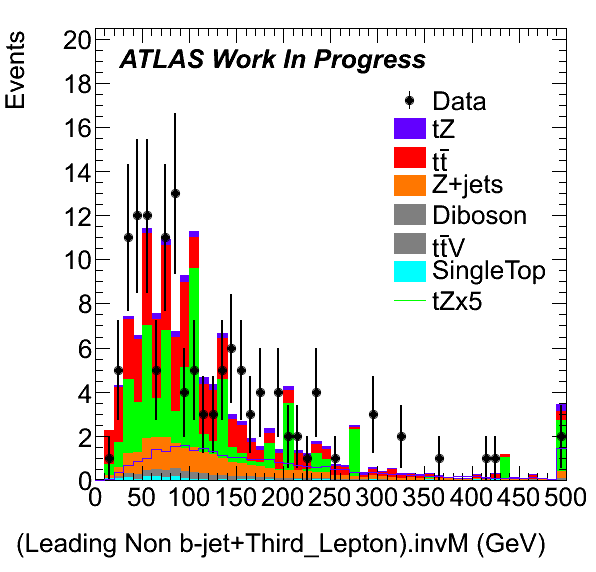 Events
20
18
16
14
12
10
8
6
4
2
0
ATLAS Work In Progress
Data
tZ
tt̄
Z+jets
Diboson
tt̄V
SingleTop
tZx5
0 50 100 150 200 250 300 350 400 450 500
(Leading Non b-jet+Third_Lepton).invM (GeV)